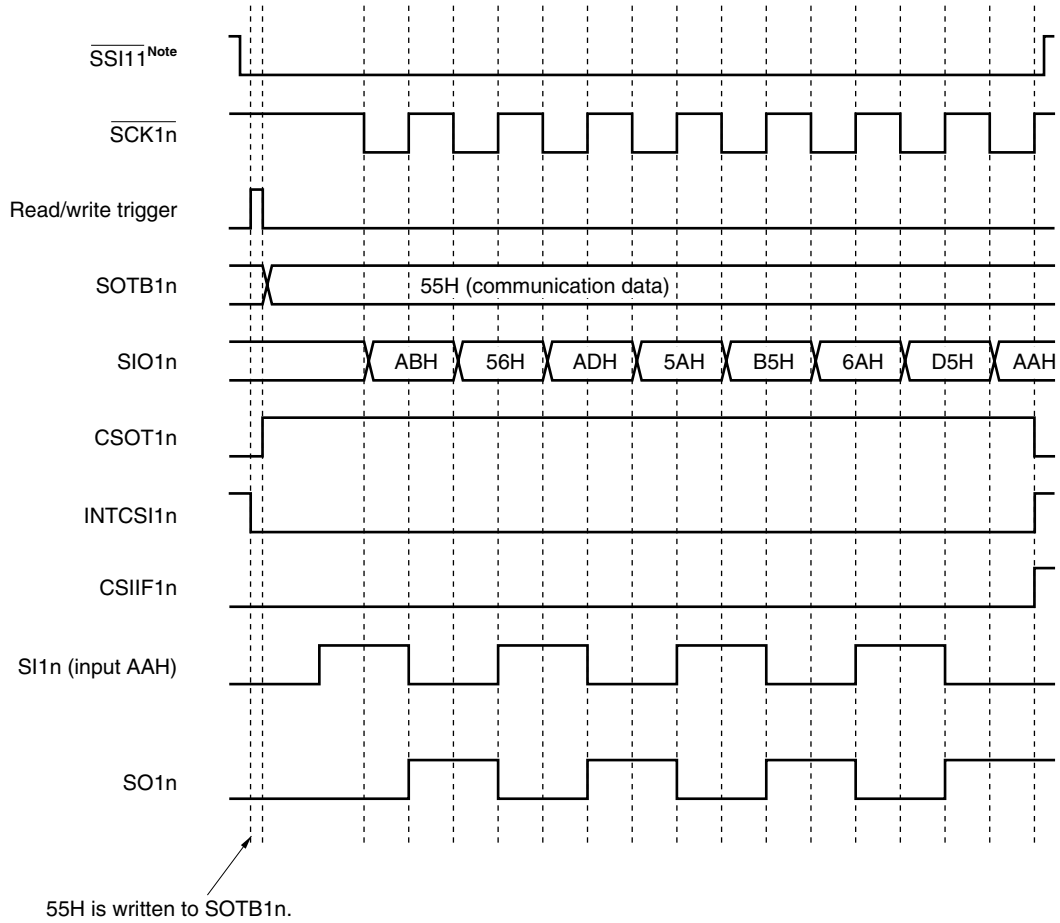 SSI11Note
SCK1n
Read/write trigger
SOTB1n
55H (communication data)
SIO1n
ABH 56H ADH 5AH B5H 6AH D5H AAH
CSOT1n
INTCSI1n
CSIIF1n
SI1n (input AAH)
SO1n
55H is written to SOTB1n.